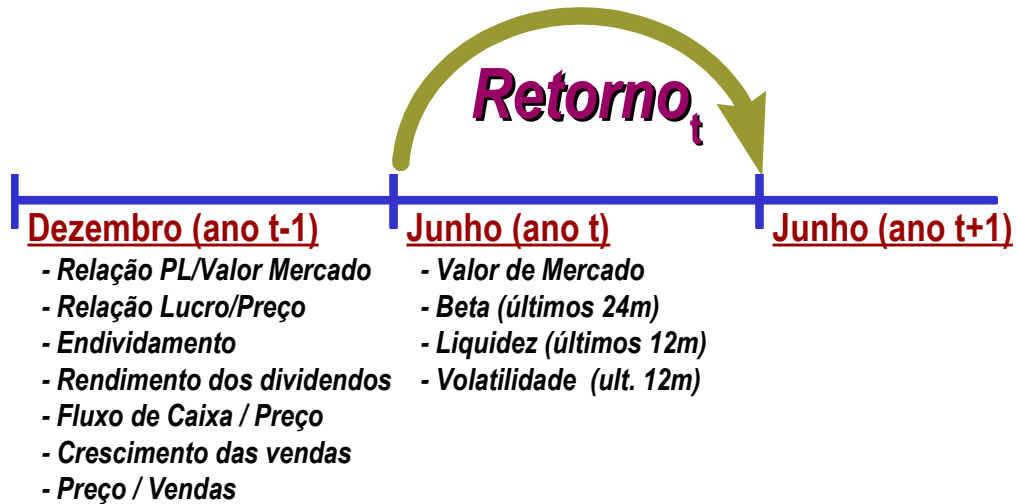 Retorno t
Dezembro (ano t-1)
- Relação PL/Valor Mercado
- Relação Lucro/Preço
- Endividamento
- Rendimento dos dividendos
- Fluxo de Caixa / Preço
- Crescimento das vendas
- Preço / Vendas
Junho (ano t)
- Valor de Mercado
- Beta (últimos 24m)
- Liquidez (últimos 12m)
- Volatilidade (ult. 12m)
Junho (ano t+1)